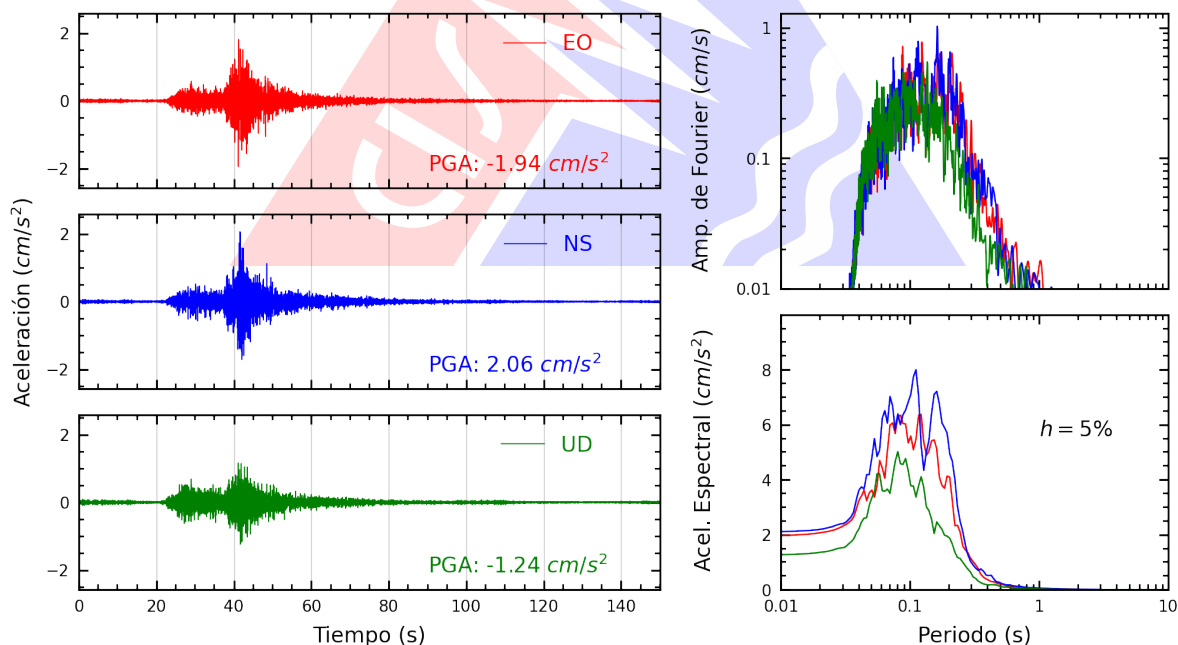 Aceleración (cm/s²)
2
0
−2
EO
PGA: -1.94 cm/s²
2
0
−2
NS
PGA: 2.06 cm/s²
2
0
−2
UD
PGA: -1.24 cm/s²
0 20 40 60 80 100 120 140
Tiempo (s)
Amp. de Fourier (cm/s)
1
0.1
0.01
Acel. Espectral (cm/s²)
8
6
4
2
0
h = 5%
0.01 0.1 1 10
Periodo (s)